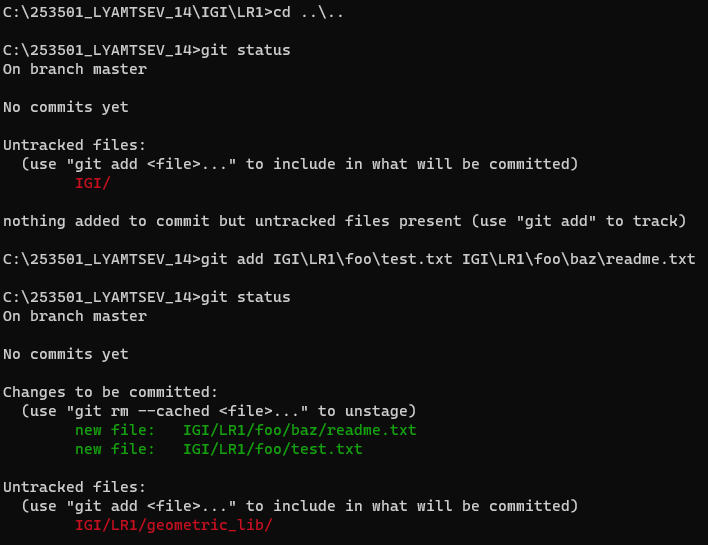 C:\253501_LYAMTSEV_14\IGI\LR1>cd ..\..
C:\253501_LYAMTSEV_14>git status
On branch master
No commits yet
Untracked files:
  (use "git add <file>..." to include in what will be committed)
        IGI/
nothing added to commit but untracked files present (use "git add" to track)
C:\253501_LYAMTSEV_14>git add IGI\LR1\foo\test.txt IGI\LR1\foo\baz\readme.txt
C:\253501_LYAMTSEV_14>git status
On branch master
No commits yet
Changes to be committed:
  (use "git rm --cached <file>..." to unstage)
        new file:   IGI/LR1/foo/baz/readme.txt
        new file:   IGI/LR1/foo/test.txt
Untracked files:
  (use "git add <file>..." to include in what will be committed)
        IGI/LR1/geometric_lib/